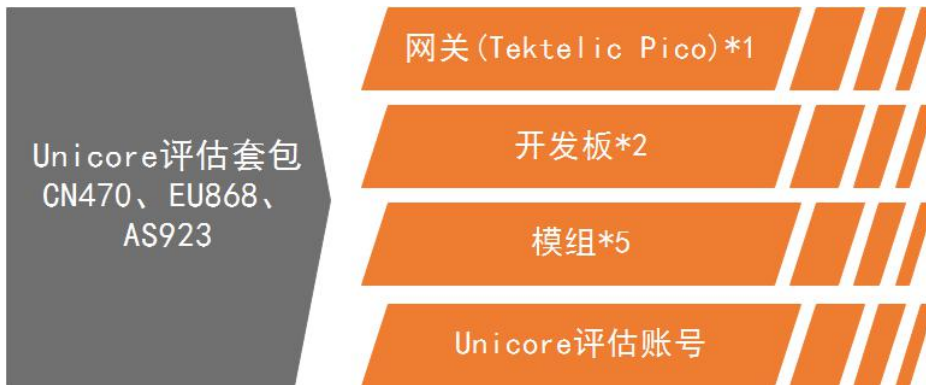 Unicore评估套包
CN470、EU868、
AS923
网关(Tektelic Pico)*1
开发板*2
模组*5
Unicore评估账号